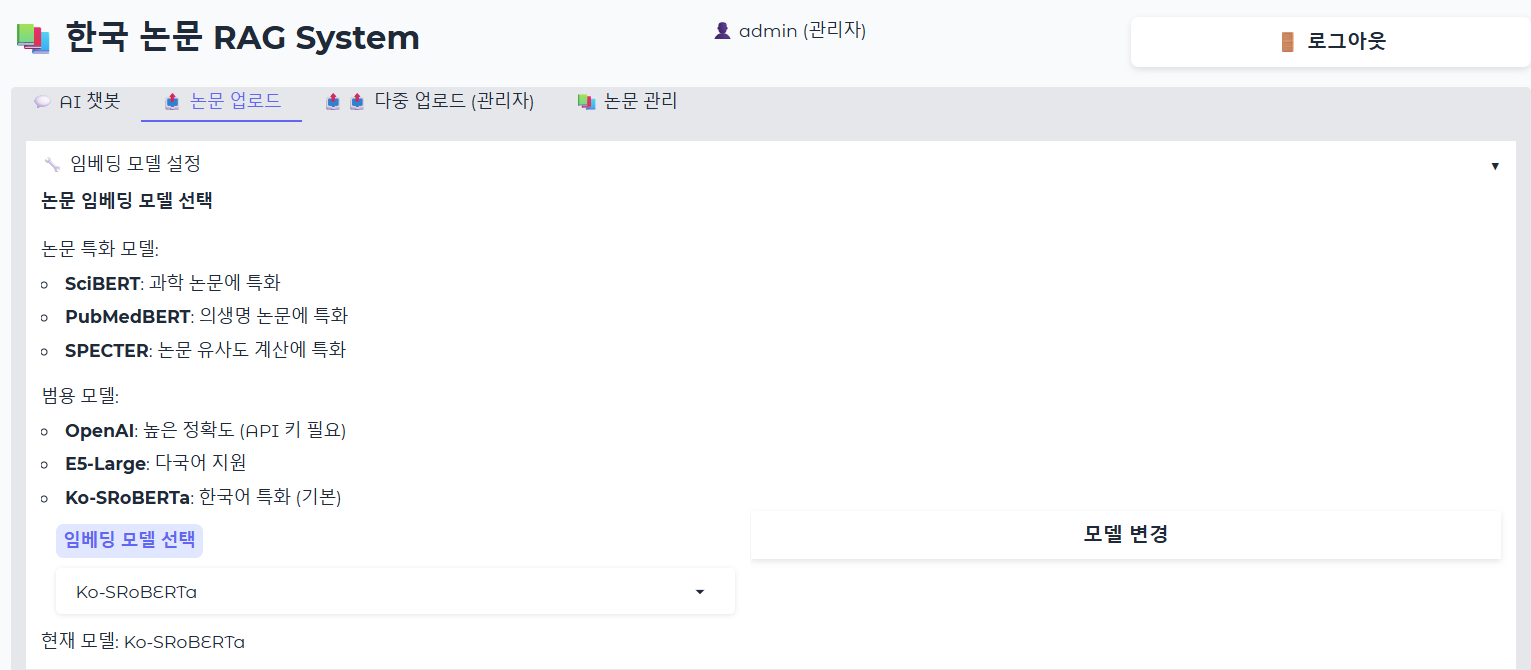 한국 논문 RAG System
admin (관리자)
로그아웃
AI 챗봇
논문 업로드
다중 업로드 (관리자)
논문 관리
임베딩 모델 설정
논문 임베딩 모델 선택
논문 특화 모델:
SciBERT: 과학 논문에 특화
PubMedBERT: 의생명 논문에 특화
SPECTER: 논문 유사도 계산에 특화
범용 모델:
OpenAI: 높은 정확도 (API 키 필요)
E5-Large: 다국어 지원
Ko-SRoBERTa: 한국어 특화 (기본)
임베딩 모델 선택
모델 변경
Ko-SRoBERTa
현재 모델: Ko-SRoBERTa